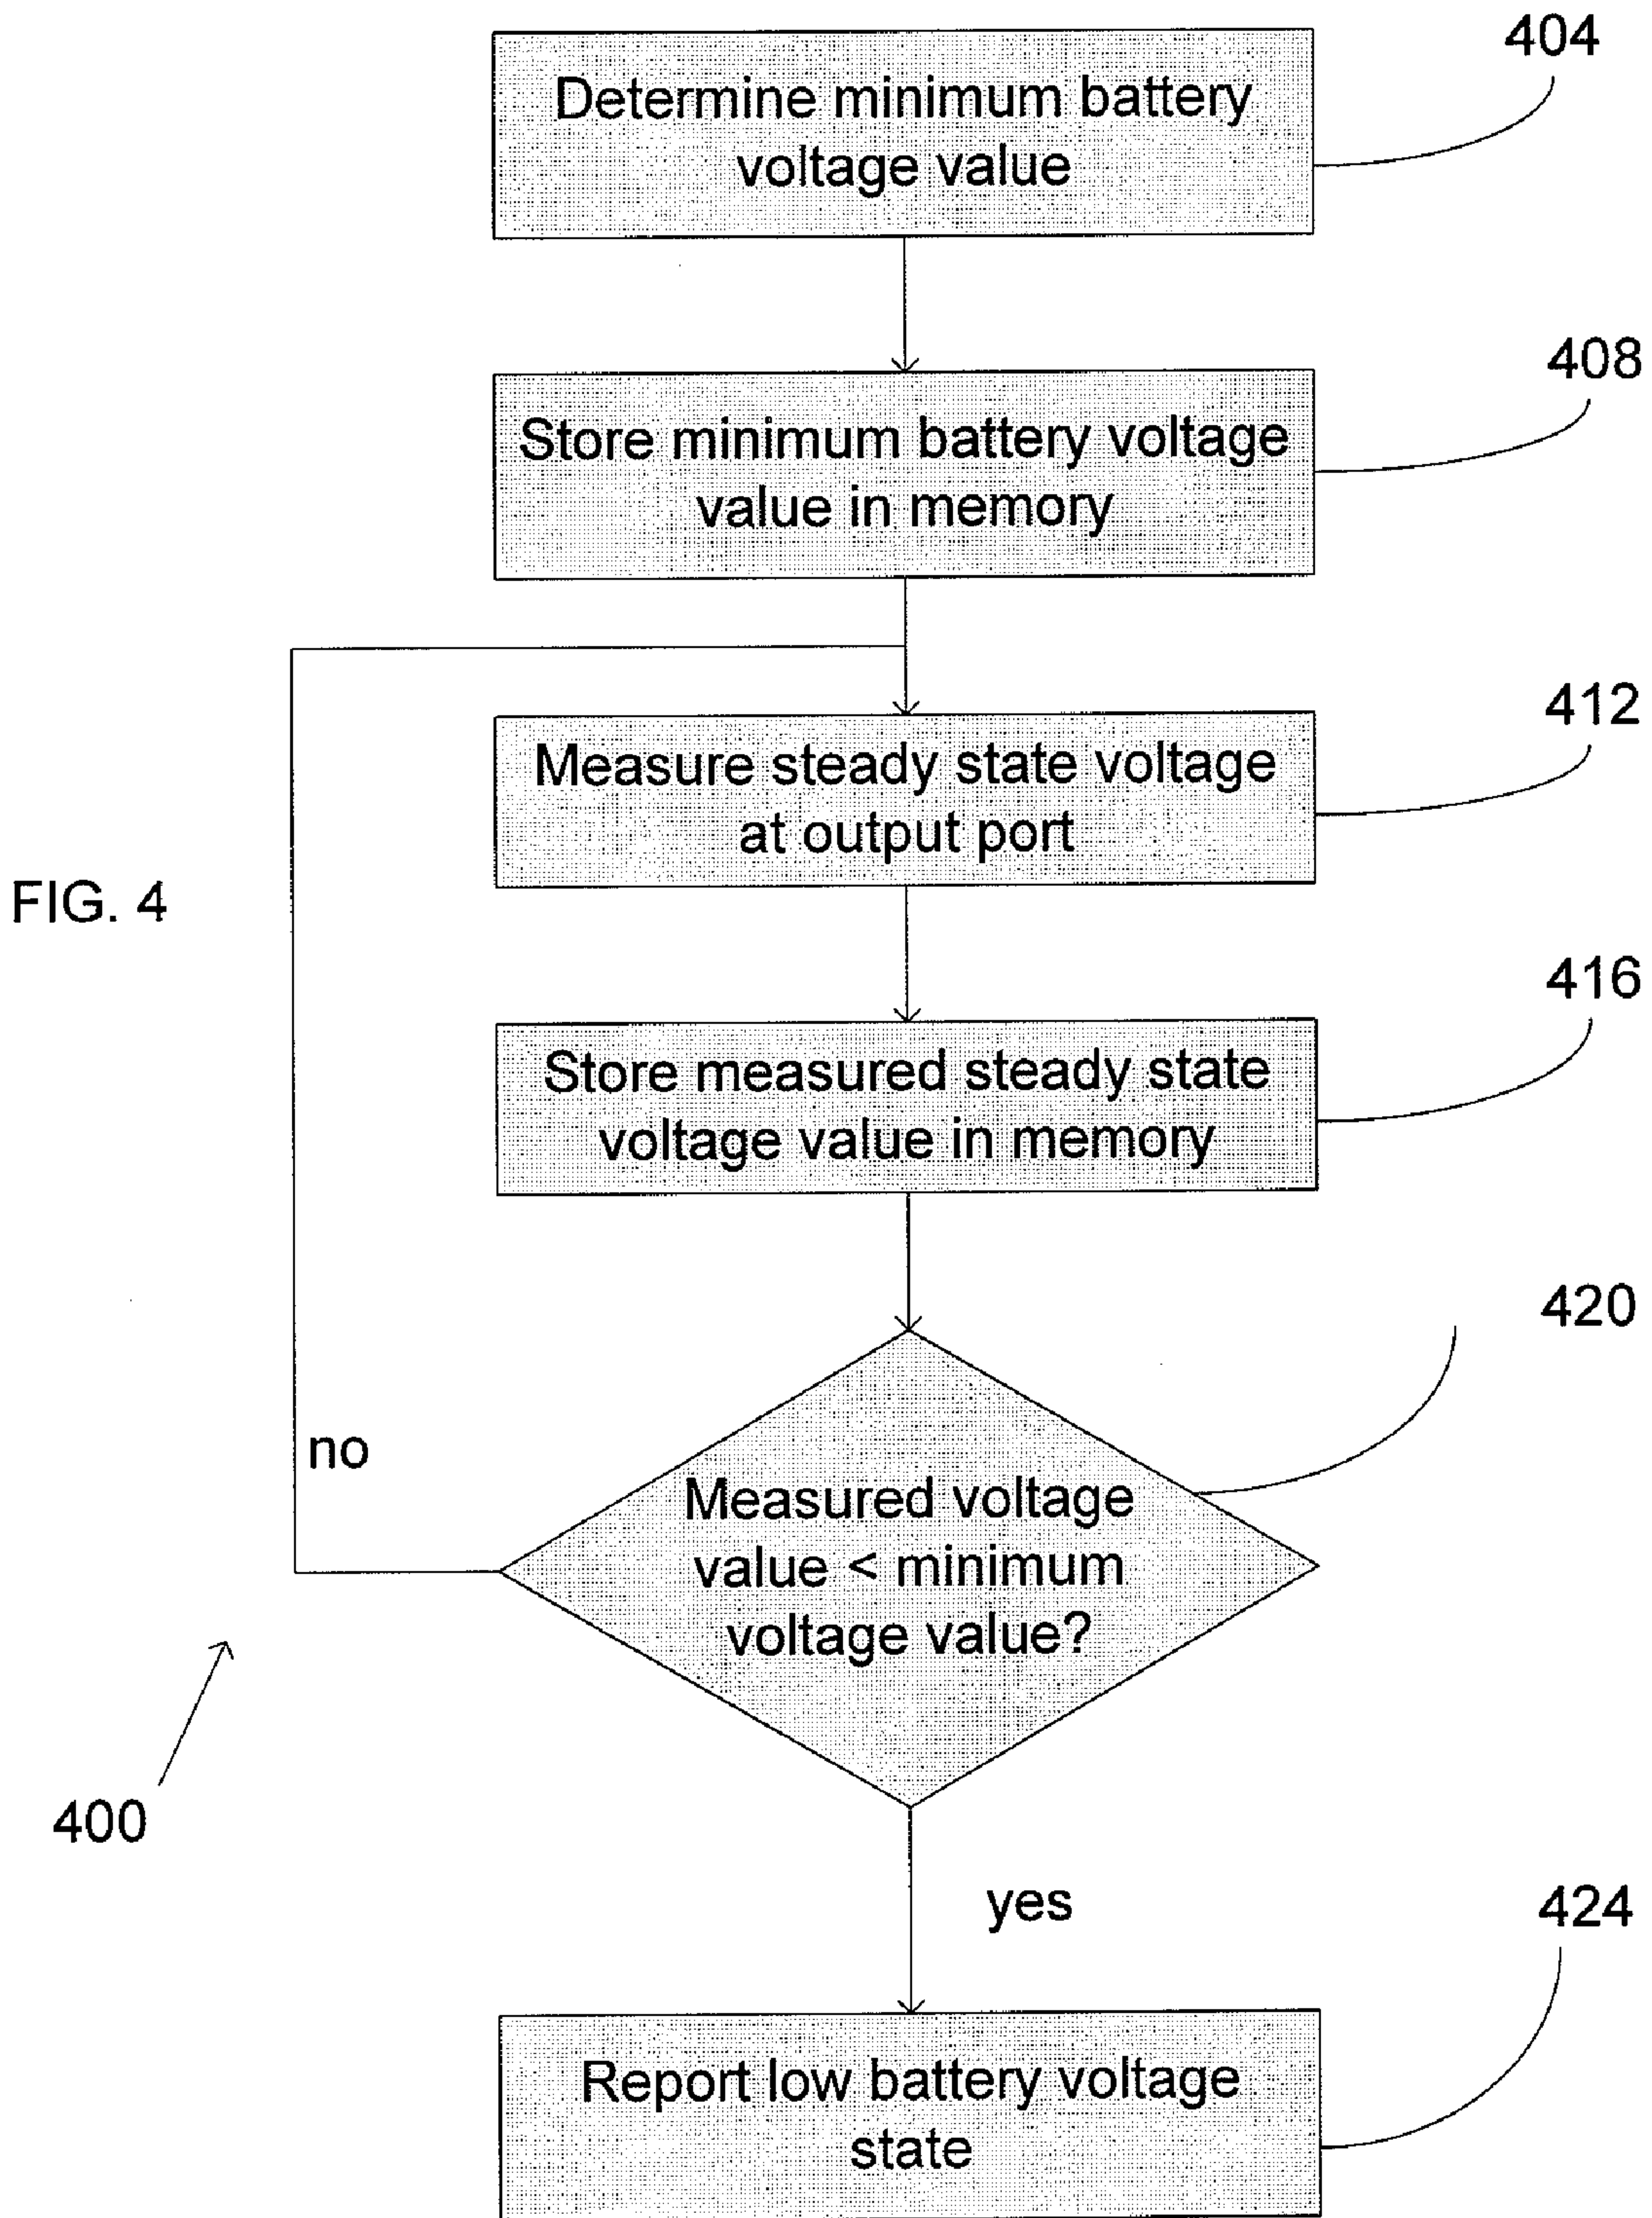 404
Determine minimum battery
voltage value
408
Store minimum battery voltage
value in memory
412
Measure steady state voltage
at output port
FIG. 4
416
Store measured steady state
voltage value in memory
420
no
Measured voltage
value < minimum
voltage value?
400
yes
424
Report low battery voltage
state